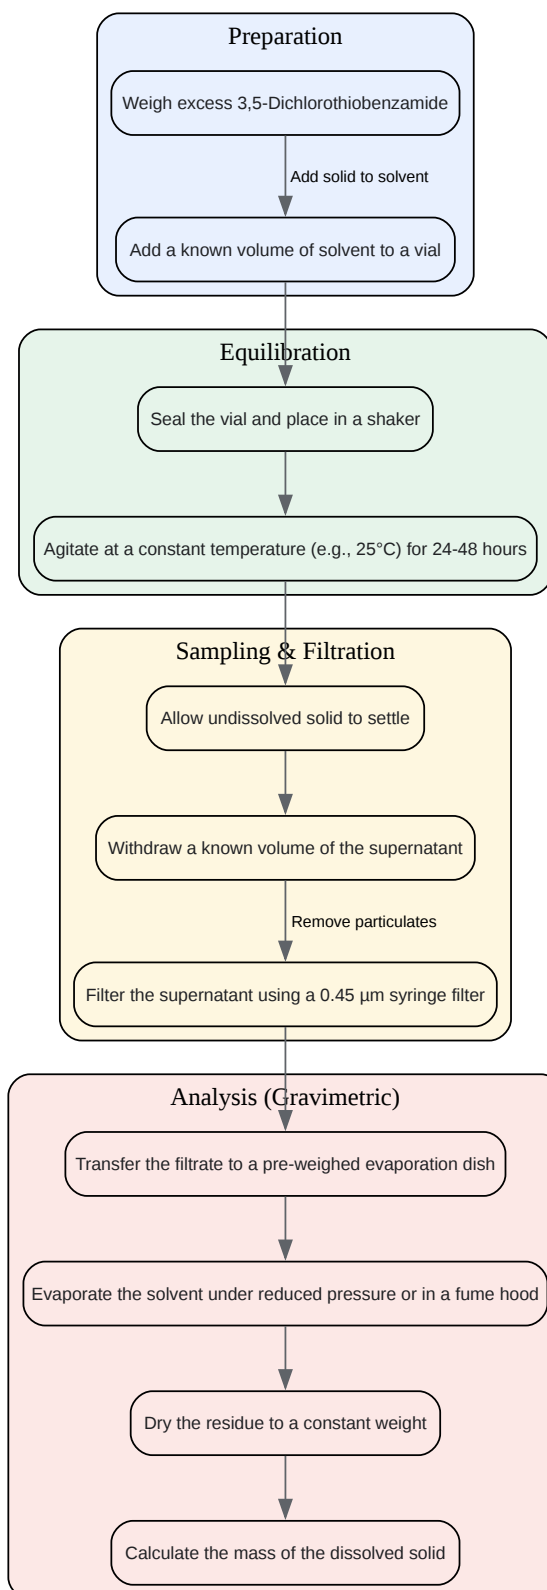 Preparation
Weigh excess 3,5-Dichlorothiobenzamide
Add solid to solvent
Add a known volume of solvent to a vial
Equilibration
Seal the vial and place in a shaker
Agitate at a constant temperature (e.g., 25°C) for 24-48 hours
Sampling & Filtration
Allow undissolved solid to settle
Withdraw a known volume of the supernatant
Remove particulates
Filter the supernatant using a 0.45 µm syringe filter
Analysis (Gravimetric)
Transfer the filtrate to a pre-weighed evaporation dish
Evaporate the solvent under reduced pressure or in a fume hood
Dry the residue to a constant weight
Calculate the mass of the dissolved solid